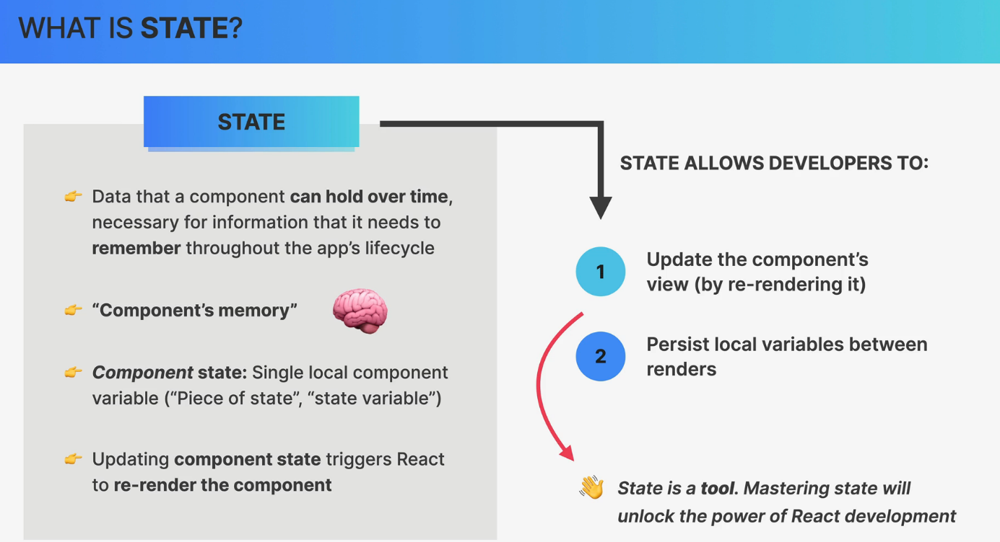 WHAT IS STATE?
STATE
Data that a component can hold over time,
necessary for information that it needs to
remember throughout the app’s lifecycle
“Component’s memory”
Component state: Single local component
variable (“Piece of state”, “state variable”)
Updating component state triggers React
to re-render the component
STATE ALLOWS DEVELOPERS TO:
1
Update the component’s
view (by re-rendering it)
2
Persist local variables between
renders
State is a tool. Mastering state will
unlock the power of React development